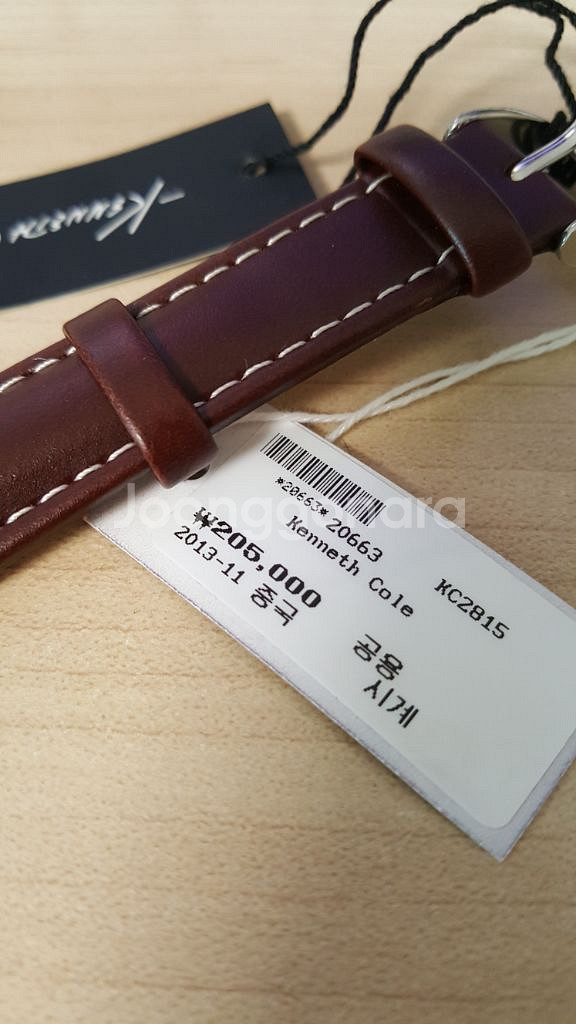 KENNETH
*20663* 20663
Kenneth Cole KC2815
₩205,000
2013-11 중국 공용
시계
Joonggonara